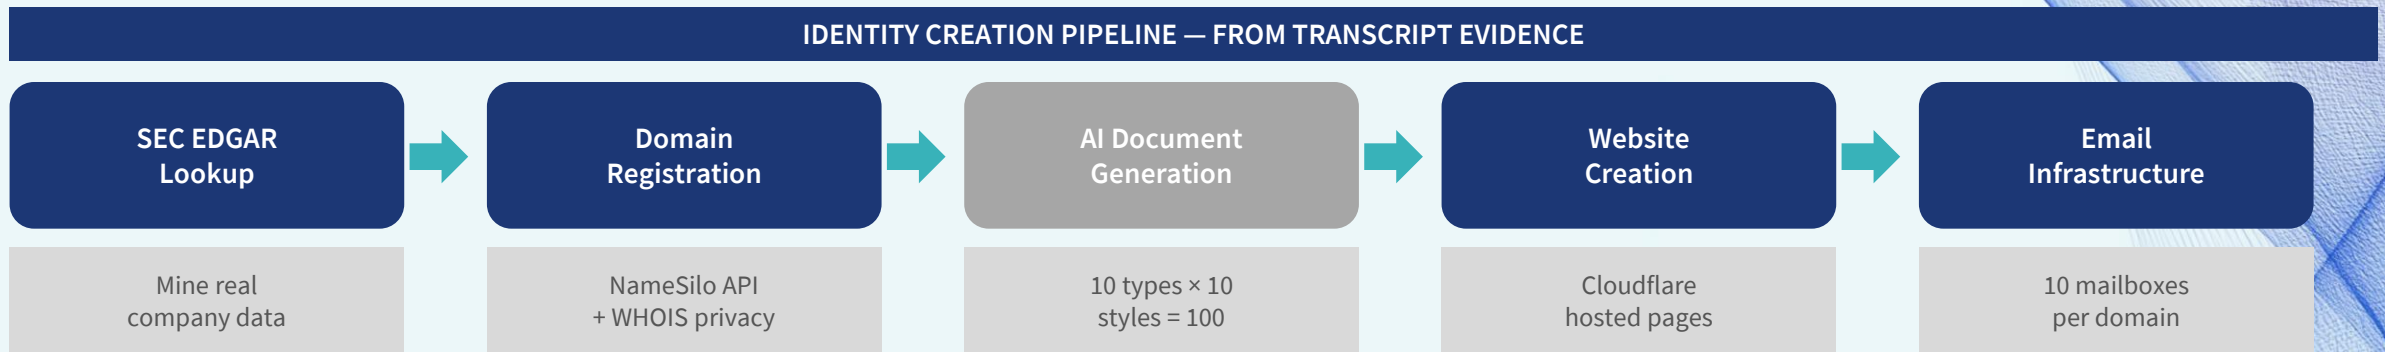 IDENTITY CREATION PIPELINE — FROM TRANSCRIPT EVIDENCE
SEC EDGAR
Lookup
Domain
Registration
AI Document
Generation
Website
Creation
Email
Infrastructure
Mine real
company data
NameSilo API
+ WHOIS privacy
10 types × 10
styles = 100
Cloudflare
hosted pages
10 mailboxes
per domain